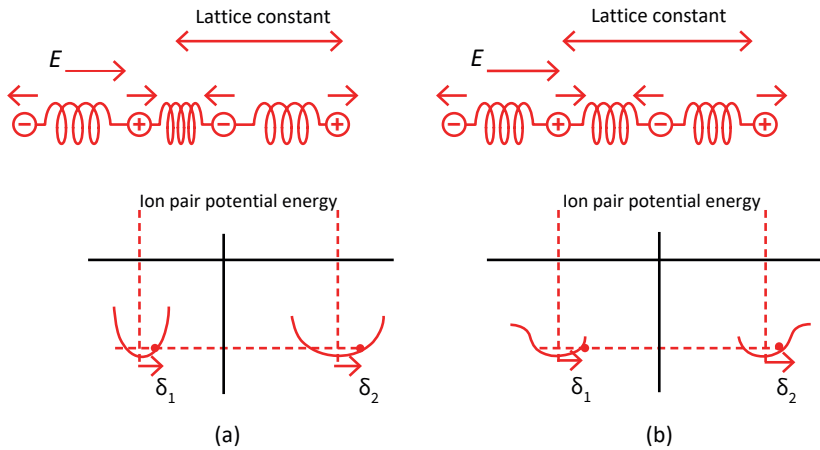 Lattice constant
E
− + − +
Ion pair potential energy
δ1 δ2
(a)
Lattice constant
E
− + − +
Ion pair potential energy
δ1 δ2
(b)